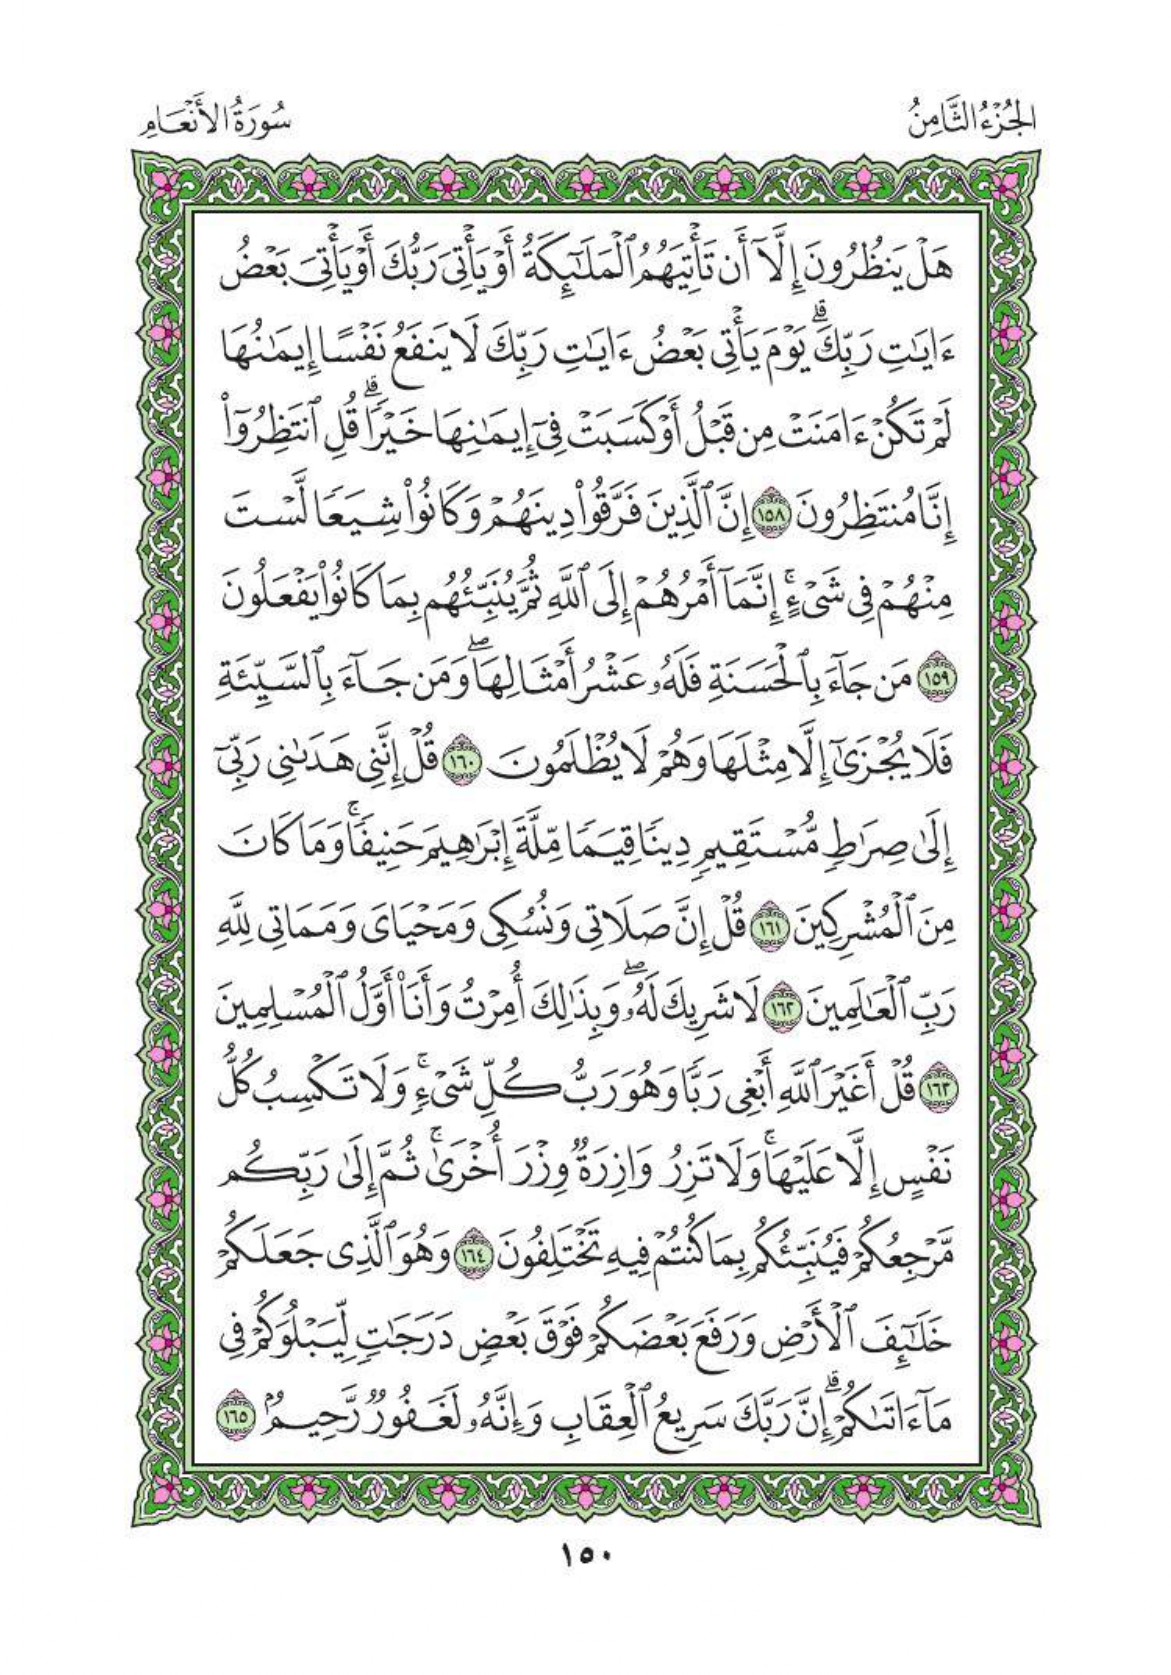 الجُزْءُ الثَّامِنُ
سُورَةُ الأَنْعَامِ
هَلۡ يَنظُرُونَ إِلَّآ أَن تَأۡتِيَهُمُ ٱلۡمَلَٰٓئِكَةُ أَوۡ يَأۡتِيَ رَبُّكَ أَوۡ يَأۡتِيَ بَعۡضُ
ءَايَٰتِ رَبِّكَۗ يَوۡمَ يَأۡتِي بَعۡضُ ءَايَٰتِ رَبِّكَ لَا يَنفَعُ نَفۡسًا إِيمَٰنُهَا
لَمۡ تَكُنۡ ءَامَنَتۡ مِن قَبۡلُ أَوۡ كَسَبَتۡ فِيٓ إِيمَٰنِهَا خَيۡرٗاۗ قُلِ ٱنتَظِرُوٓاْ
إِنَّا مُنتَظِرُونَ ١٥٨ إِنَّ ٱلَّذِينَ فَرَّقُواْ دِينَهُمۡ وَكَانُواْ شِيَعٗا لَّسۡتَ
مِنۡهُمۡ فِي شَيۡءٍۚ إِنَّمَآ أَمۡرُهُمۡ إِلَى ٱللَّهِ ثُمَّ يُنَبِّئُهُم بِمَا كَانُواْ يَفۡعَلُونَ
١٥٩ مَن جَآءَ بِٱلۡحَسَنَةِ فَلَهُۥ عَشۡرُ أَمۡثَالِهَاۖ وَمَن جَآءَ بِٱلسَّيِّئَةِ
فَلَا يُجۡزَىٰٓ إِلَّا مِثۡلَهَا وَهُمۡ لَا يُظۡلَمُونَ ١٦٠ قُلۡ إِنَّنِي هَدَىٰنِي رَبِّيٓ
إِلَىٰ صِرَٰطٖ مُّسۡتَقِيمٖ دِينٗا قِيَمٗا مِّلَّةَ إِبۡرَٰهِيمَ حَنِيفٗاۚ وَمَا كَانَ
مِنَ ٱلۡمُشۡرِكِينَ ١٦١ قُلۡ إِنَّ صَلَاتِي وَنُسُكِي وَمَحۡيَايَ وَمَمَاتِي لِلَّهِ
رَبِّ ٱلۡعَٰلَمِينَ ١٦٢ لَا شَرِيكَ لَهُۥۖ وَبِذَٰلِكَ أُمِرۡتُ وَأَنَا۠ أَوَّلُ ٱلۡمُسۡلِمِينَ
١٦٣ قُلۡ أَغَيۡرَ ٱللَّهِ أَبۡغِي رَبّٗا وَهُوَ رَبُّ كُلِّ شَيۡءٖۚ وَلَا تَكۡسِبُ كُلُّ
نَفۡسٍ إِلَّا عَلَيۡهَاۚ وَلَا تَزِرُ وَازِرَةٞ وِزۡرَ أُخۡرَىٰۚ ثُمَّ إِلَىٰ رَبِّكُم
مَّرۡجِعُكُمۡ فَيُنَبِّئُكُم بِمَا كُنتُمۡ فِيهِ تَخۡتَلِفُونَ ١٦٤ وَهُوَ ٱلَّذِي جَعَلَكُمۡ
خَلَٰٓئِفَ ٱلۡأَرۡضِ وَرَفَعَ بَعۡضَكُمۡ فَوۡقَ بَعۡضٖ دَرَجَٰتٖ لِّيَبۡلُوَكُمۡ فِي
مَآ ءَاتَىٰكُمۡۗ إِنَّ رَبَّكَ سَرِيعُ ٱلۡعِقَابِ وَإِنَّهُۥ لَغَفُورٞ رَّحِيمُۢ ١٦٥
١٥٠